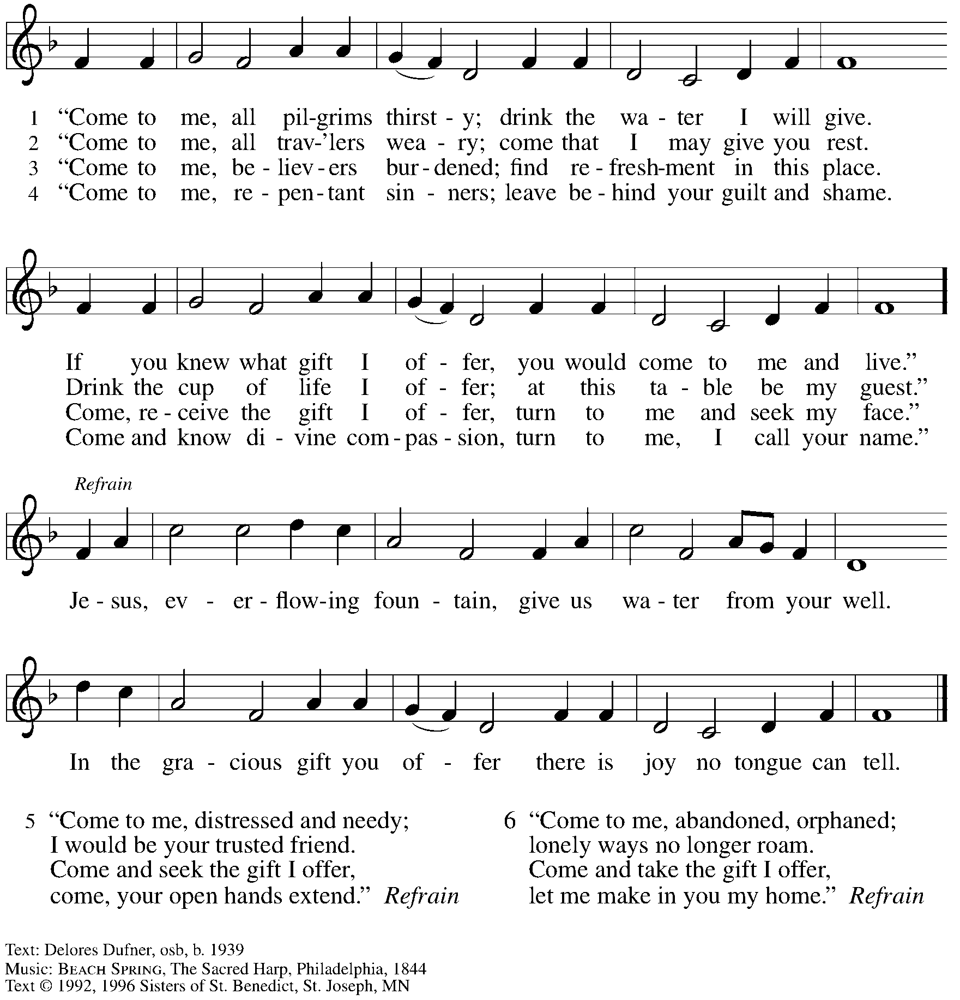 1 “Come to me, all pil-grims thirst - y; drink the wa - ter I will give.
2 “Come to me, all trav-’lers wea - ry; come that I may give you rest.
3 “Come to me, be - liev - ers bur - dened; find re - fresh-ment in this place.
4 “Come to me, re - pen - tant sin - ners; leave be - hind your guilt and shame.
If you knew what gift I of - fer, you would come to me and live.”
Drink the cup of life I of - fer; at this ta - ble be my guest.”
Come, re - ceive the gift I of - fer, turn to me and seek my face.”
Come and know di - vine com - pas - sion, turn to me, I call your name.”
Refrain
Je - sus, ev - er - flow-ing foun - tain, give us wa - ter from your well.
In the gra - cious gift you of - fer there is joy no tongue can tell.
5 “Come to me, distressed and needy;
I would be your trusted friend.
Come and seek the gift I offer,
come, your open hands extend.” Refrain
6 “Come to me, abandoned, orphaned;
lonely ways no longer roam.
Come and take the gift I offer,
let me make in you my home.” Refrain
Text: Delores Dufner, osb, b. 1939
Music: BEACH SPRING, The Sacred Harp, Philadelphia, 1844
Text © 1992, 1996 Sisters of St. Benedict, St. Joseph, MN